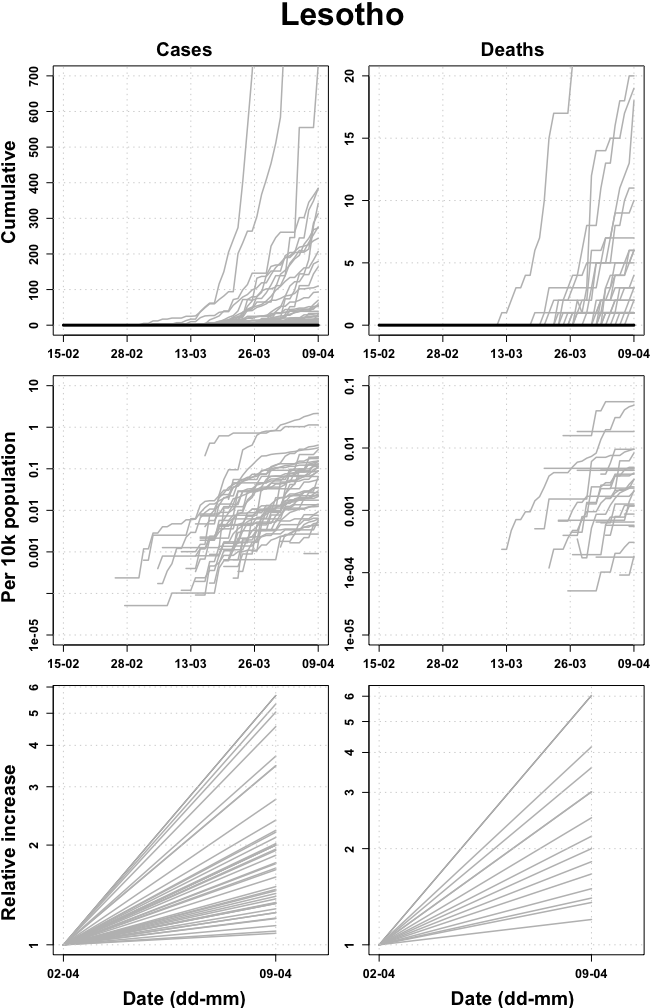 Lesotho
Cases
Deaths
Cumulative
700
600
500
400
300
200
100
0
15-02 28-02 13-03 26-03 09-04
20
15
10
5
0
15-02 28-02 13-03 26-03 09-04
Per 10k population
10
1
0.1
0.01
0.001
1e-05
15-02 28-02 13-03 26-03 09-04
0.1
0.01
0.001
1e-04
1e-05
15-02 28-02 13-03 26-03 09-04
Relative increase
6
5
4
3
2
1
02-04 09-04
Date (dd-mm)
6
5
4
3
2
1
02-04 09-04
Date (dd-mm)